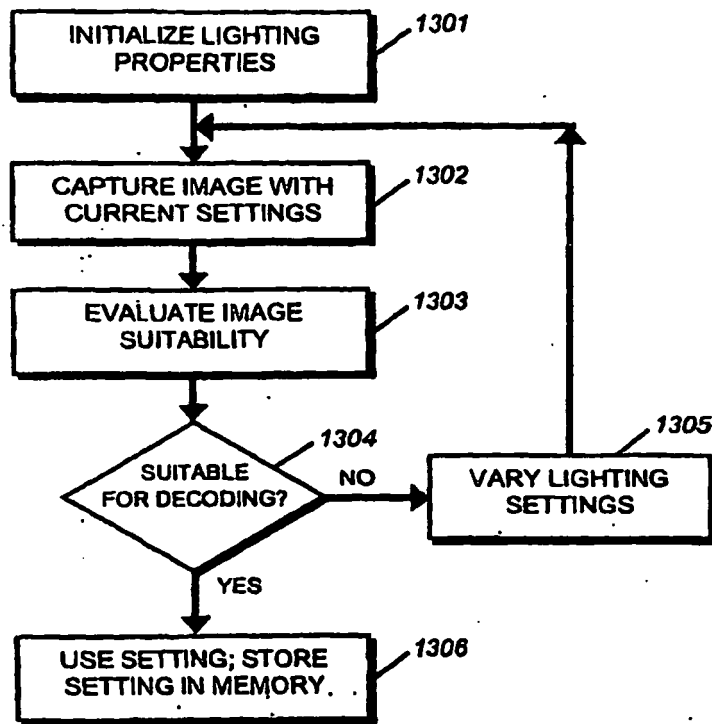 INITIALIZE LIGHTING
PROPERTIES
1301
CAPTURE IMAGE WITH
CURRENT SETTINGS
1302
EVALUATE IMAGE
SUITABILITY
1303
SUITABLE
FOR DECODING?
1304
NO
VARY LIGHTING
SETTINGS
1305
YES
USE SETTING; STORE
SETTING IN MEMORY.
1306